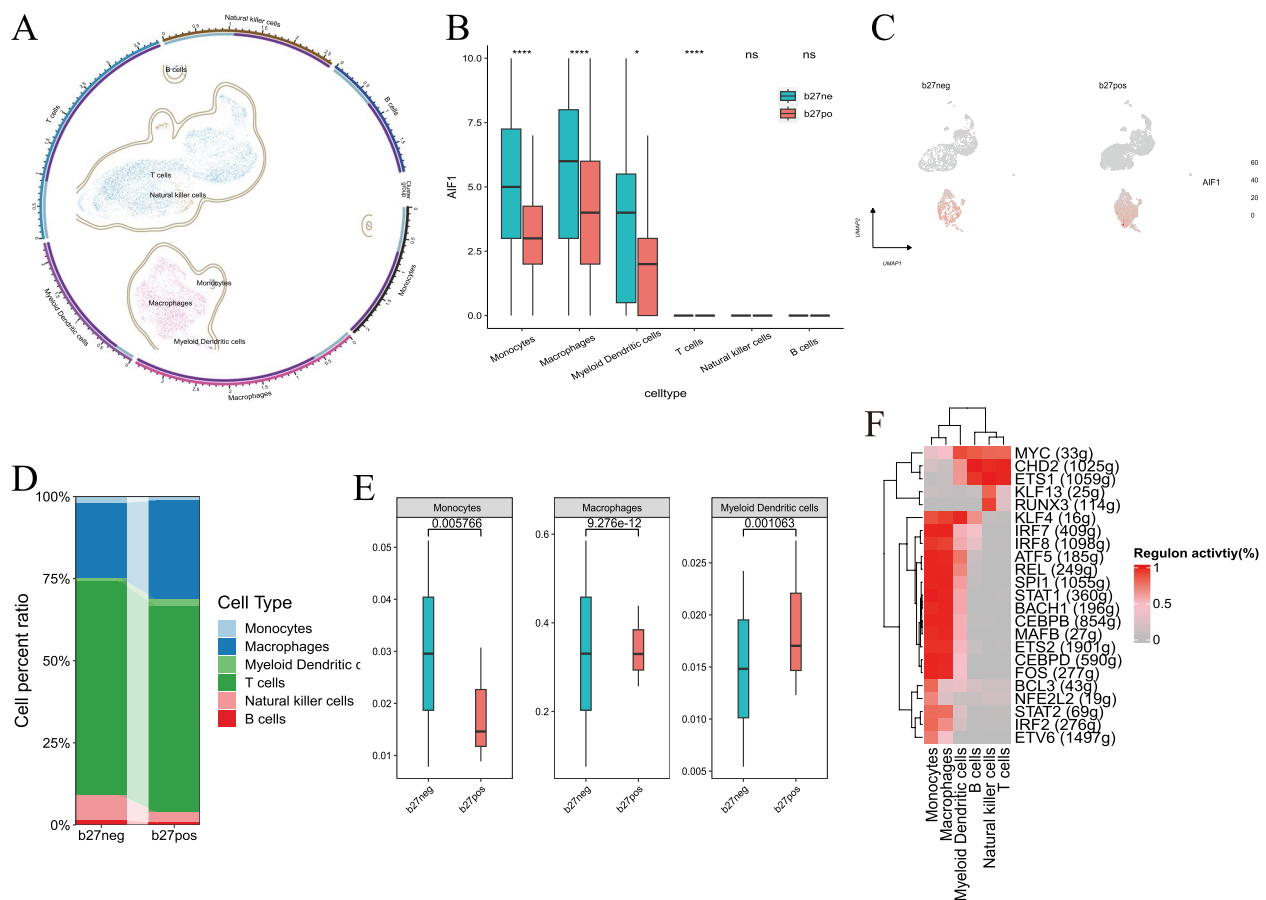 A
Natural killer cells
B cells
T cells
B cells
T cells
Natural killer cells
Cluster
group
Monocytes
Monocytes
Macrophages
Myeloid Dendritic cells
Myeloid Dendritic cells
Macrophages
B
10.0
7.5
5.0
2.5
0.0
AIF1
****
****
*
****
ns
ns
b27ne
b27po
Monocytes
Macrophages
Myeloid Dendritic cells
T cells
Natural killer cells
B cells
celltype
C
b27neg
b27pos
AIF1
60
40
20
0
UMAP2
UMAP1
D
100%
75%
50%
25%
0%
Cell percent ratio
b27neg
b27pos
Cell Type
Monocytes
Macrophages
Myeloid Dendritic c
T cells
Natural killer cells
B cells
E
Monocytes
0.005766
0.05
0.04
0.03
0.02
0.01
b27neg
b27pos
Macrophages
9.276e-12
0.6
0.4
0.2
b27neg
b27pos
Myeloid Dendritic cells
0.001063
0.025
0.020
0.015
0.010
0.005
b27neg
b27pos
F
MYC (33g)
CHD2 (1025g)
ETS1 (1059g)
KLF13 (25g)
RUNX3 (114g)
KLF4 (16g)
IRF7 (409g)
IRF8 (1098g)
ATF5 (185g)
REL (249g)
SPI1 (1055g)
STAT1 (360g)
BACH1 (196g)
CEBPB (854g)
MAFB (27g)
ETS2 (1901g)
CEBPD (590g)
FOS (277g)
BCL3 (43g)
NFE2L2 (19g)
STAT2 (69g)
IRF2 (276g)
ETV6 (1497g)
Monocytes
Macrophages
Myeloid Dendritic cells
B cells
Natural killer cells
T cells
Regulon activtiy(%)
1
0.5
0